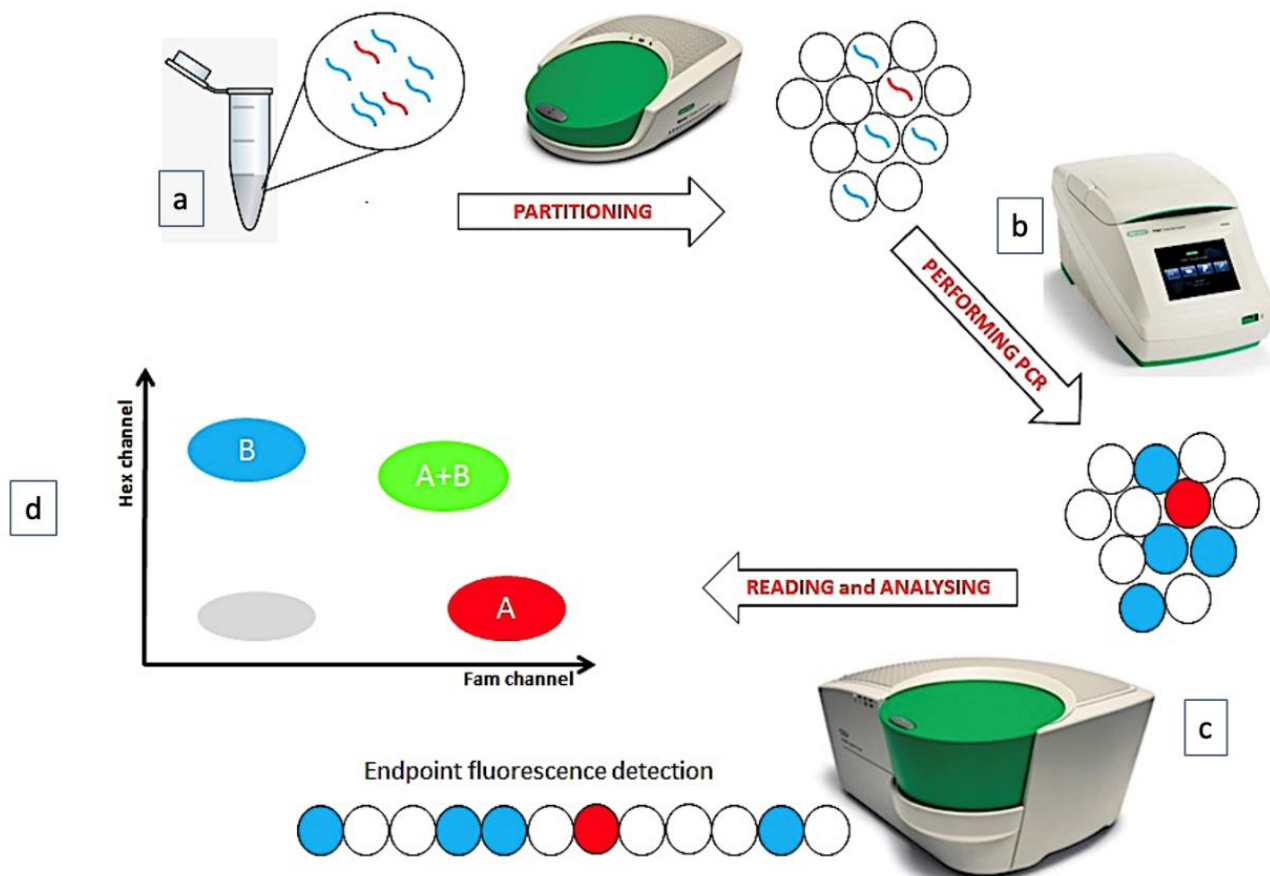 a
PARTITIONING
b
PERFORMING PCR
Hex channel
B
A+B
A
d
Fam channel
READING and ANALYSING
c
Endpoint fluorescence detection